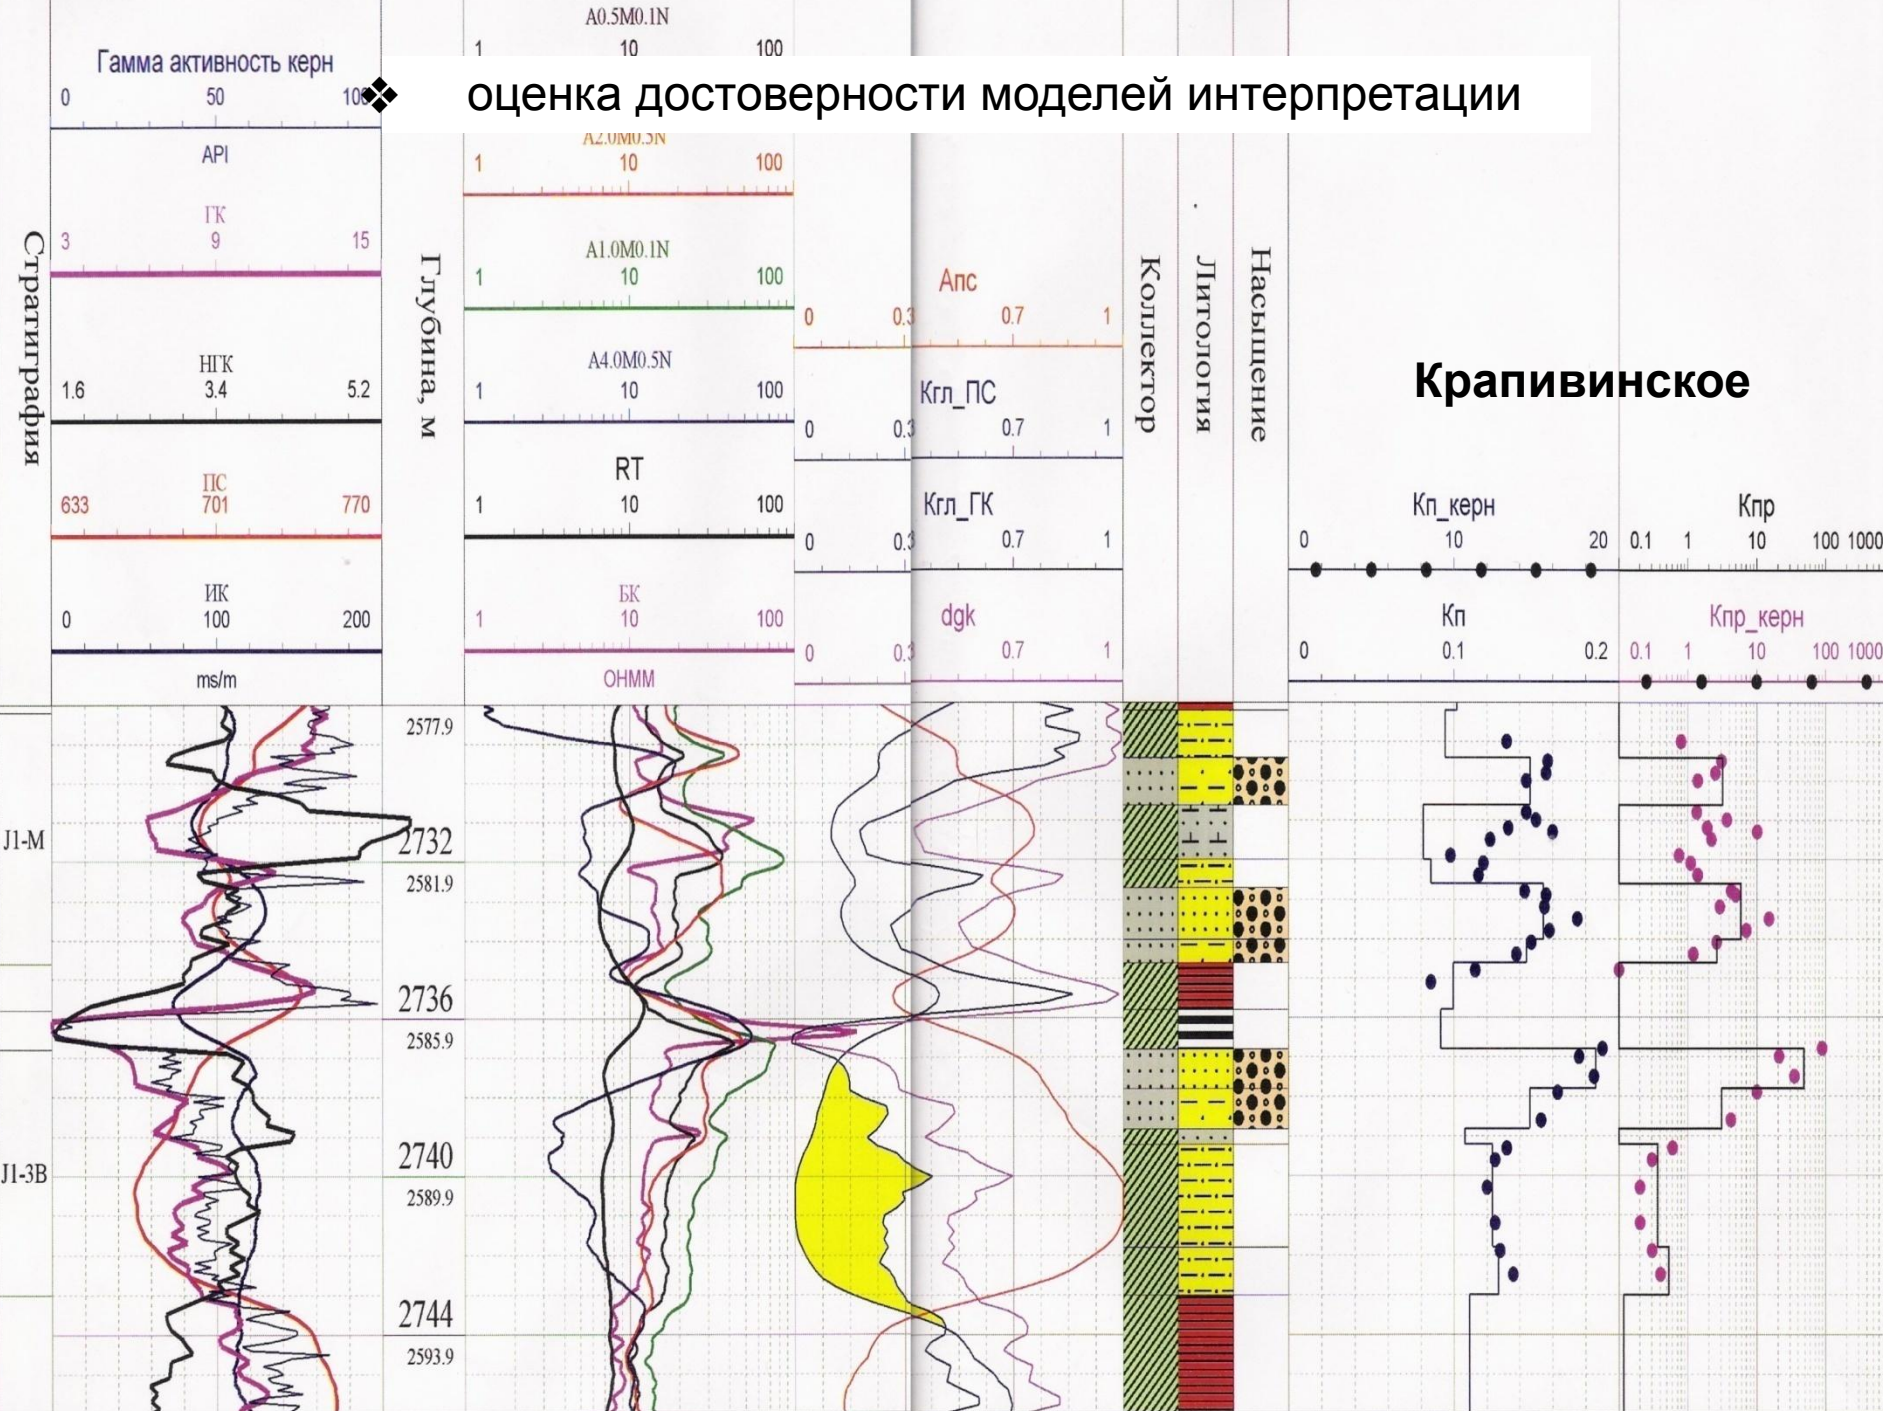 ❖ оценка достоверности моделей интерпретации
Стратиграфия
Гамма активность керн
0 50 100
API
ГК
3 9 15
НГК
1.6 3.4 5.2
ПС
633 701 770
ИК
0 100 200
ms/m
Глубина, м
A0.5M0.1N
1 10 100
A2.0M0.5N
1 10 100
A1.0M0.1N
1 10 100
A4.0M0.5N
1 10 100
RT
1 10 100
БК
1 10 100
OHMM
Апс
0 0.3 0.7 1
Кгл_ПС
0 0.3 0.7 1
Кгл_ГК
0 0.3 0.7 1
dgk
0 0.3 0.7 1
Коллектор
Литология
Насыщение
Крапивинское
Кп_керн
0 10 20
Кп
0 0.1 0.2
Кпр
0.1 1 10 100 1000
Кпр_керн
0.1 1 10 100 1000
J1-М
J1-3В
2577.9
2732
2581.9
2736
2585.9
2740
2589.9
2744
2593.9